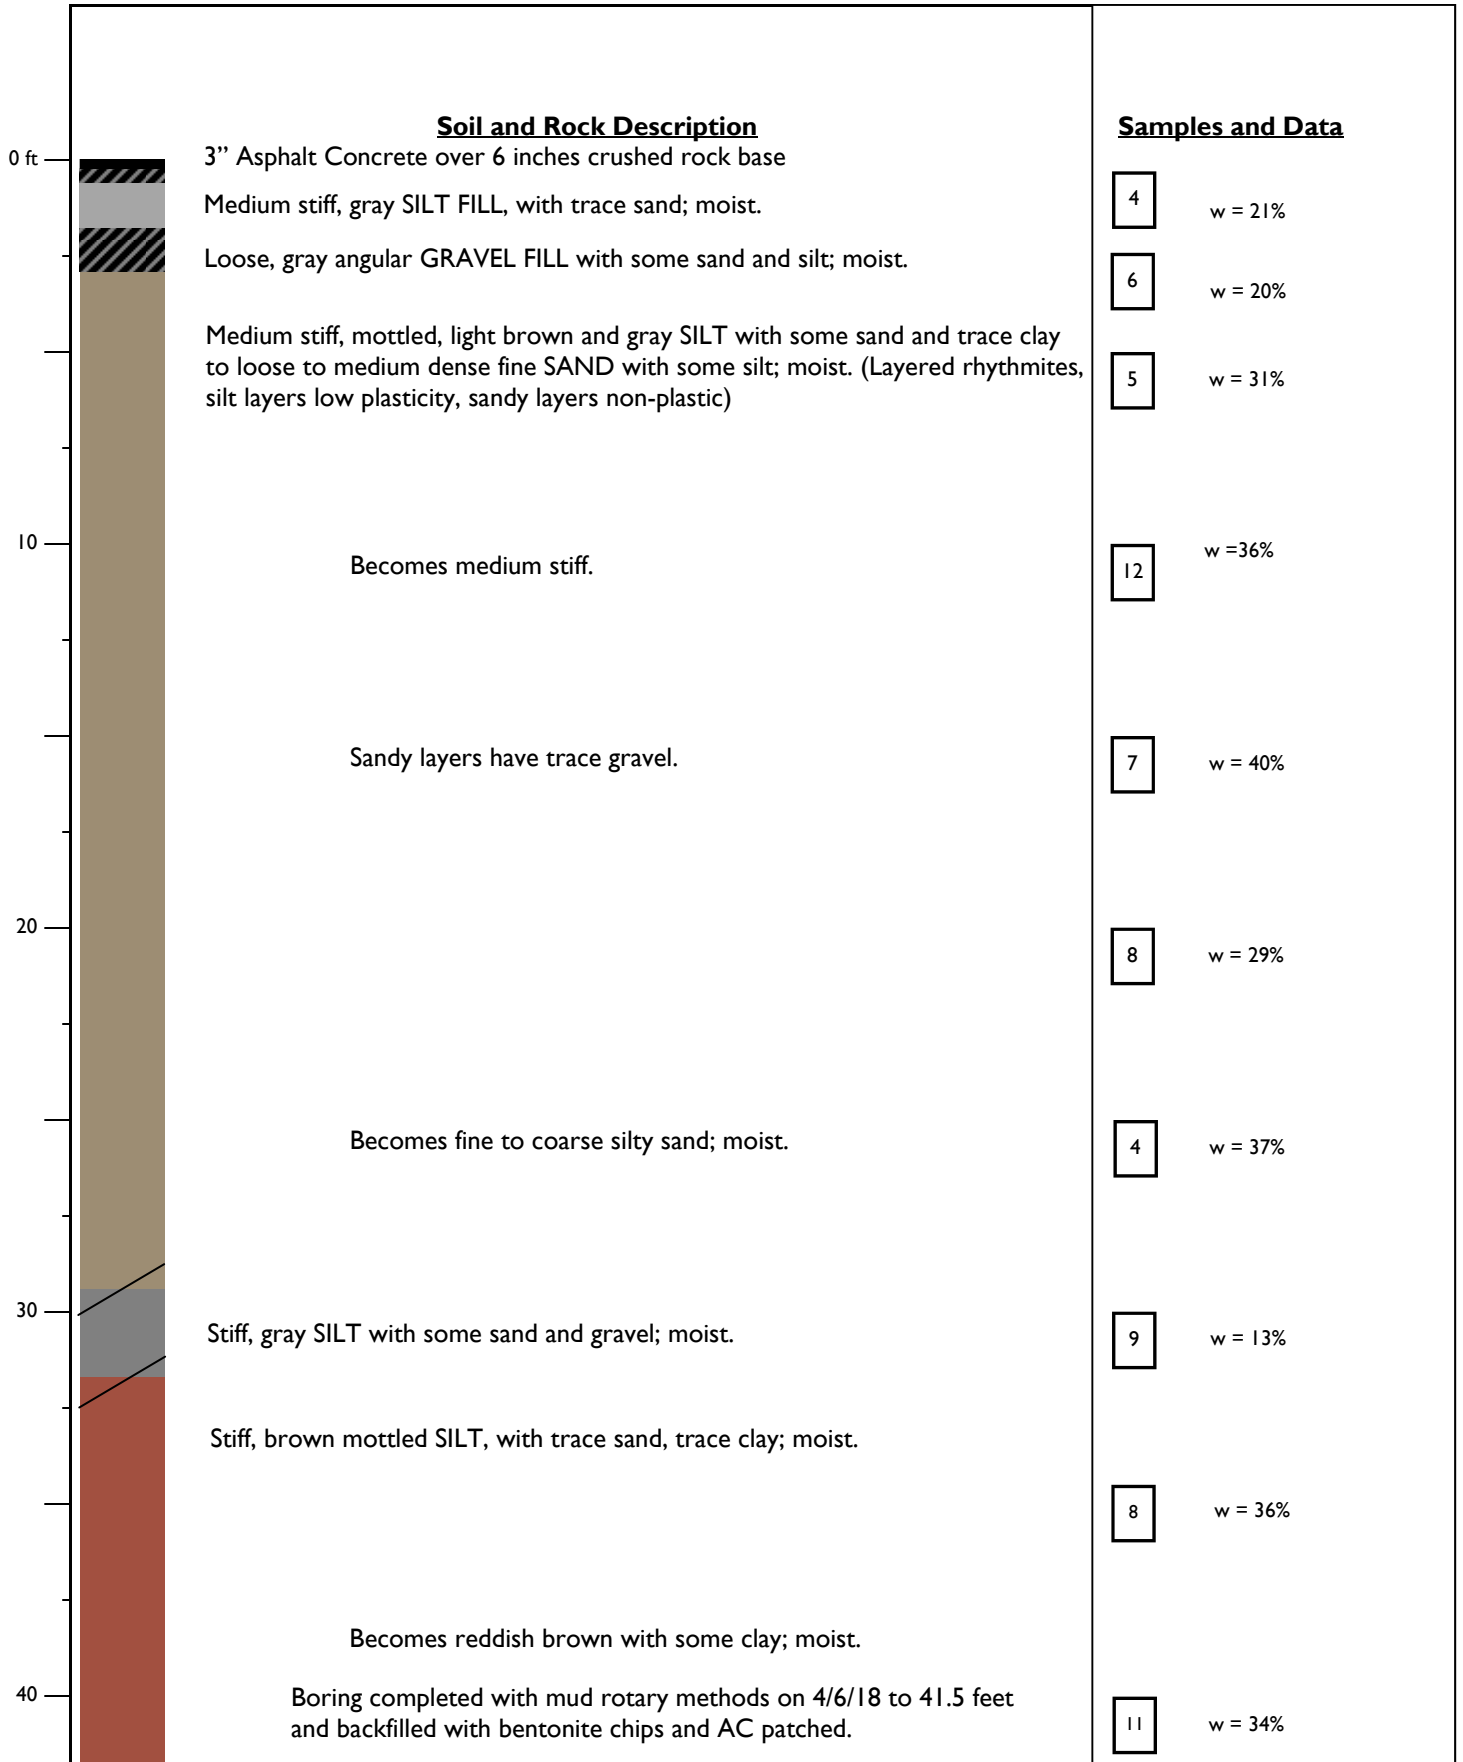 Soil and Rock Description
Samples and Data
0 ft
3” Asphalt Concrete over 6 inches crushed rock base
Medium stiff, gray SILT FILL, with trace sand; moist.
4
w = 21%
Loose, gray angular GRAVEL FILL with some sand and silt; moist.
6
w = 20%
Medium stiff, mottled, light brown and gray SILT with some sand and trace clay
to loose to medium dense fine SAND with some silt; moist. (Layered rhythmites,
silt layers low plasticity, sandy layers non-plastic)
5
w = 31%
10
Becomes medium stiff.
12
w =36%
Sandy layers have trace gravel.
7
w = 40%
20
8
w = 29%
Becomes fine to coarse silty sand; moist.
4
w = 37%
30
Stiff, gray SILT with some sand and gravel; moist.
9
w = 13%
Stiff, brown mottled SILT, with trace sand, trace clay; moist.
8
w = 36%
Becomes reddish brown with some clay; moist.
40
Boring completed with mud rotary methods on 4/6/18 to 41.5 feet
and backfilled with bentonite chips and AC patched.
11
w = 34%